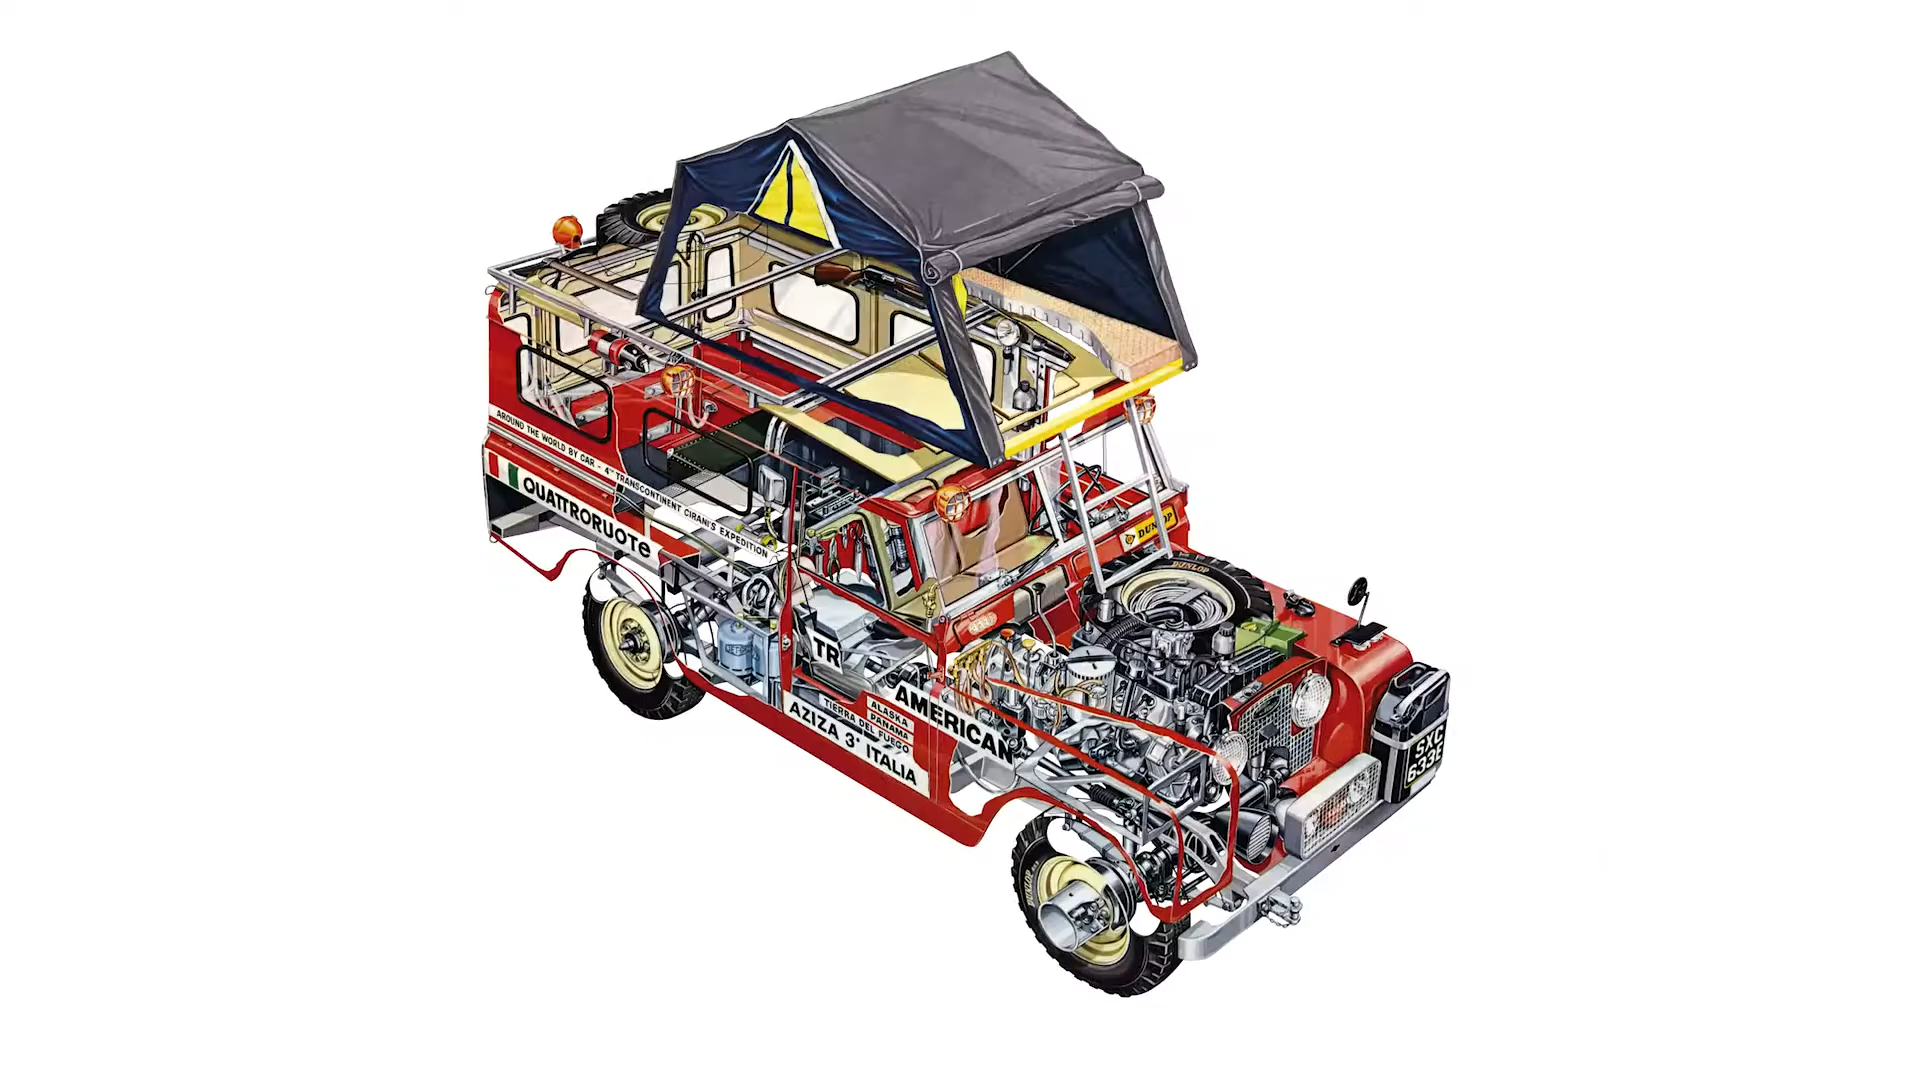 AROUND THE WORLD BY CAR - 4TH TRANSCONTINENT CIRANI'S EXPEDITION
QUATTRORUOTE
DUNLOP
DUNLOP
TR
AMERICAN
ALASKA
PANAMA
TIERRA DEL FUEGO
AZIZA 3° ITALIA
SXC
633E
DUNLOP